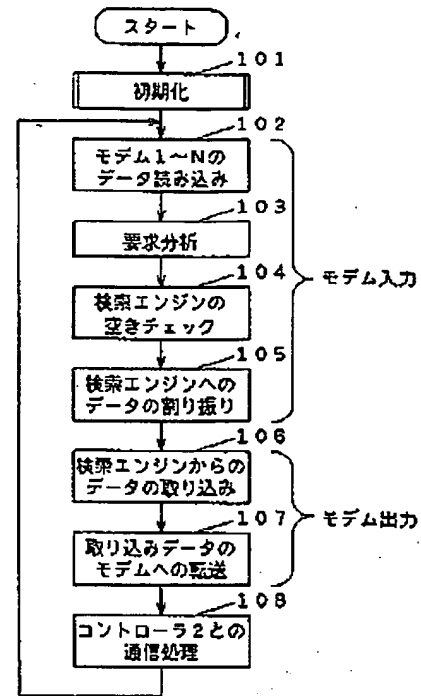 スタート
101
初期化
102
モデム1～Nの
データ読み込み
103
要求分析
104
モデム入力
検索エンジンの
空きチェック
105
検索エンジンへの
データの割り振り
106
検索エンジンからの
データの取り込み
107
モデム出力
取り込みデータの
モデムへの転送
108
コントローラ2との
通信処理